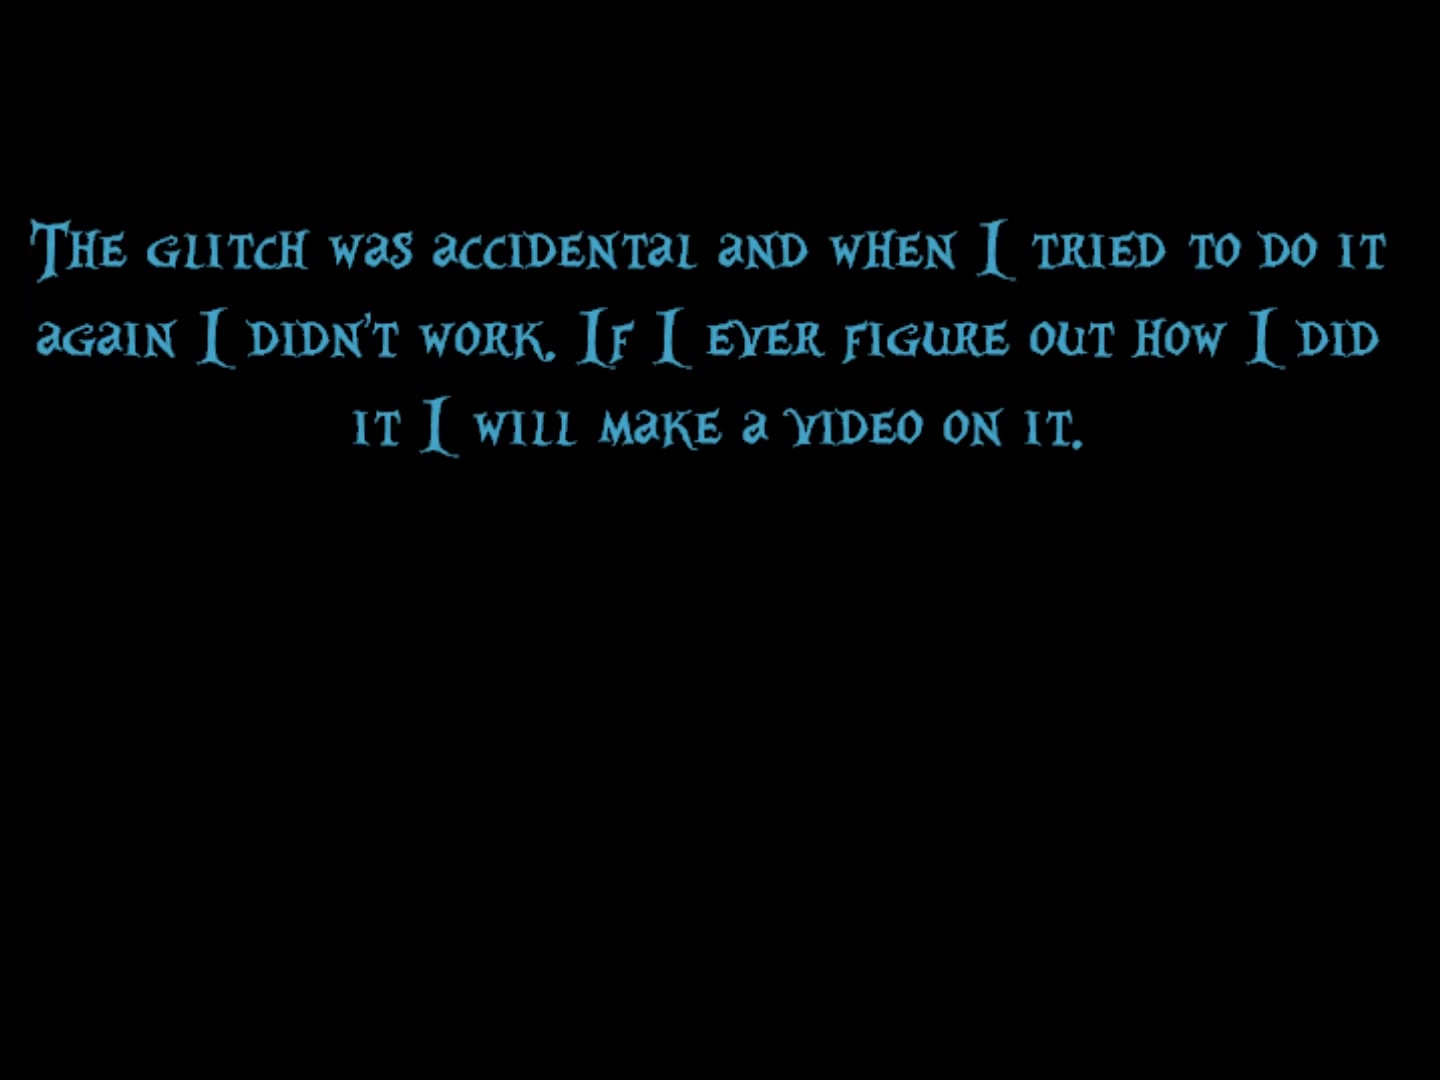 The glitch was accidental and when I tried to do it
again I didn't work. If I ever figure out how I did
it I will make a video on it.